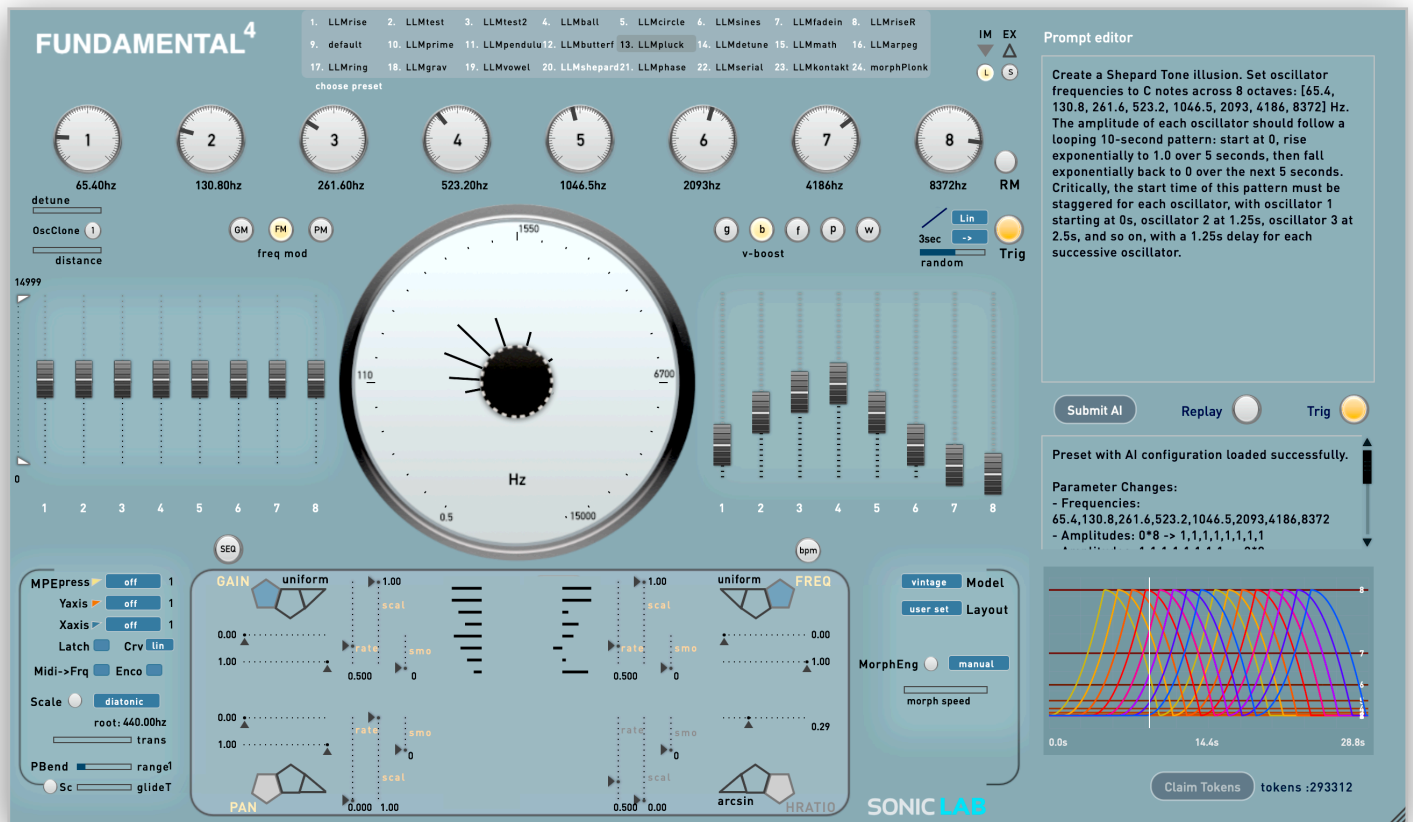 FUNDAMENTAL4
1. LLMrise 2. LLMtest 3. LLMtest2 4. LLMball 5. LLMcircle 6. LLMsines 7. LLMfadein 8. LLMriseR
9. default 10. LLMprime 11. LLMpendulu 12. LLMbutterf 13. LLMpluck 14. LLMdetune 15. LLMmath 16. LLMarpeg
17. LLMring 18. LLMgrav 19. LLMvowel 20. LLMshepard 21. LLMphase 22. LLMserial 23. LLMkontakt 24. morphPlonk
choose preset
IM EX
L S
1 2 3 4 5 6 7 8
65.40hz 130.80hz 261.60hz 523.20hz 1046.5hz 2093hz 4186hz 8372hz
RM
detune
OscClone 1
distance
GM FM PM
freq mod
g b f p w
v-boost
Lin
3sec ->
random
Trig
14999
0
1 2 3 4 5 6 7 8
1550
110
6700
Hz
0.5
15000
1 2 3 4 5 6 7 8
SEQ
bpm
MPEpress off 1
Yaxis off 1
Xaxis off 1
Latch Crv lin
Midi->Frq Enco
Scale diatonic
root: 440.00hz
trans
PBend range1
Sc glideT
GAIN uniform
1.00
scal
0.00
rate smo
1.00
0.500 0
0.00
rate smo
1.00
0
scal
PAN
0.000 1.00
uniform FREQ
1.00
scal
0.00
rate smo
1.00
0.500 0
rate smo
0.29
0
scal
arcsin HRATIO
0.500 0.00
vintage Model
user set Layout
MorphEng manual
morph speed
SONIC LAB
Prompt editor
Create a Shepard Tone illusion. Set oscillator
frequencies to C notes across 8 octaves: [65.4,
130.8, 261.6, 523.2, 1046.5, 2093, 4186, 8372] Hz.
The amplitude of each oscillator should follow a
looping 10-second pattern: start at 0, rise
exponentially to 1.0 over 5 seconds, then fall
exponentially back to 0 over the next 5 seconds.
Critically, the start time of this pattern must be
staggered for each oscillator, with oscillator 1
starting at 0s, oscillator 2 at 1.25s, oscillator 3 at
2.5s, and so on, with a 1.25s delay for each
successive oscillator.
Submit AI Replay Trig
Preset with AI configuration loaded successfully.
Parameter Changes:
- Frequencies:
65.4,130.8,261.6,523.2,1046.5,2093,4186,8372
- Amplitudes: 0*8 -> 1,1,1,1,1,1,1,1
8
7
6
0.0s 14.4s 28.8s
Claim Tokens tokens :293312